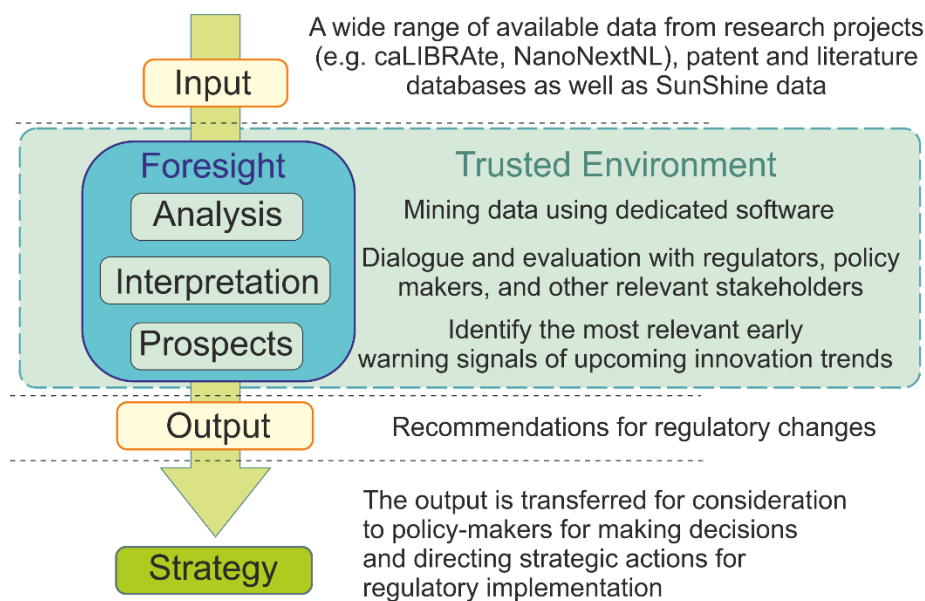 A wide range of available data from research projects
(e.g. caLIBRAte, NanoNextNL), patent and literature
databases as well as SunShine data
Input
Foresight
Trusted Environment
Analysis
Mining data using dedicated software
Interpretation
Dialogue and evaluation with regulators, policy
makers, and other relevant stakeholders
Prospects
Identify the most relevant early
warning signals of upcoming innovation trends
Output
Recommendations for regulatory changes
The output is transferred for consideration
to policy-makers for making decisions
and directing strategic actions for
regulatory implementation
Strategy